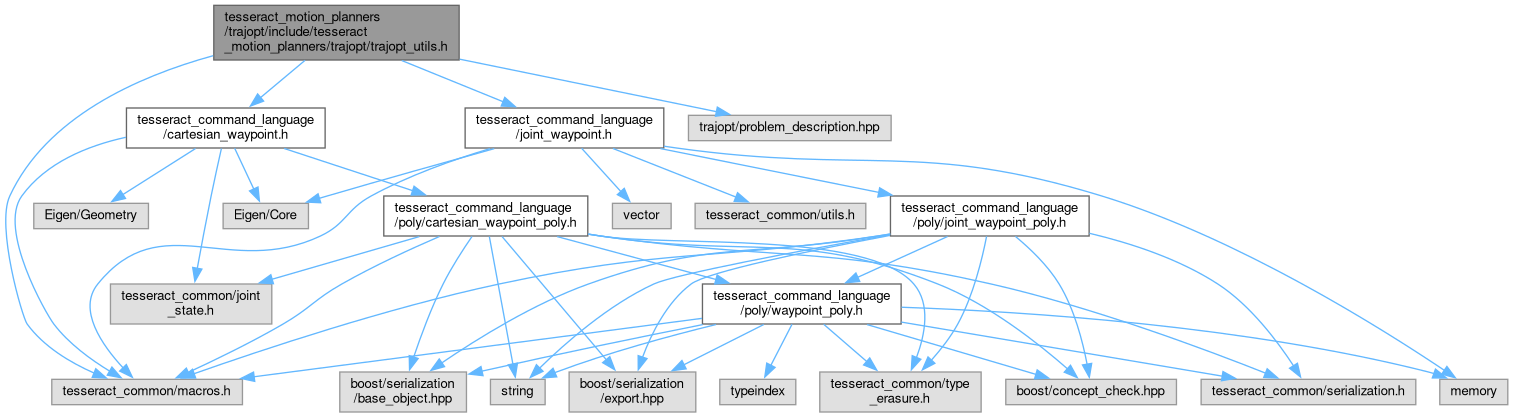 tesseract_motion_planners
/trajopt/include/tesseract
_motion_planners/trajopt/trajopt_utils.h
tesseract_command_language
/cartesian_waypoint.h
tesseract_command_language
/joint_waypoint.h
trajopt/problem_description.hpp
Eigen/Geometry
Eigen/Core
tesseract_command_language
/poly/cartesian_waypoint_poly.h
vector
tesseract_common/utils.h
tesseract_command_language
/poly/joint_waypoint_poly.h
tesseract_common/joint
_state.h
tesseract_command_language
/poly/waypoint_poly.h
tesseract_common/macros.h
boost/serialization
/base_object.hpp
string
boost/serialization
/export.hpp
typeindex
tesseract_common/type
_erasure.h
boost/concept_check.hpp
tesseract_common/serialization.h
memory